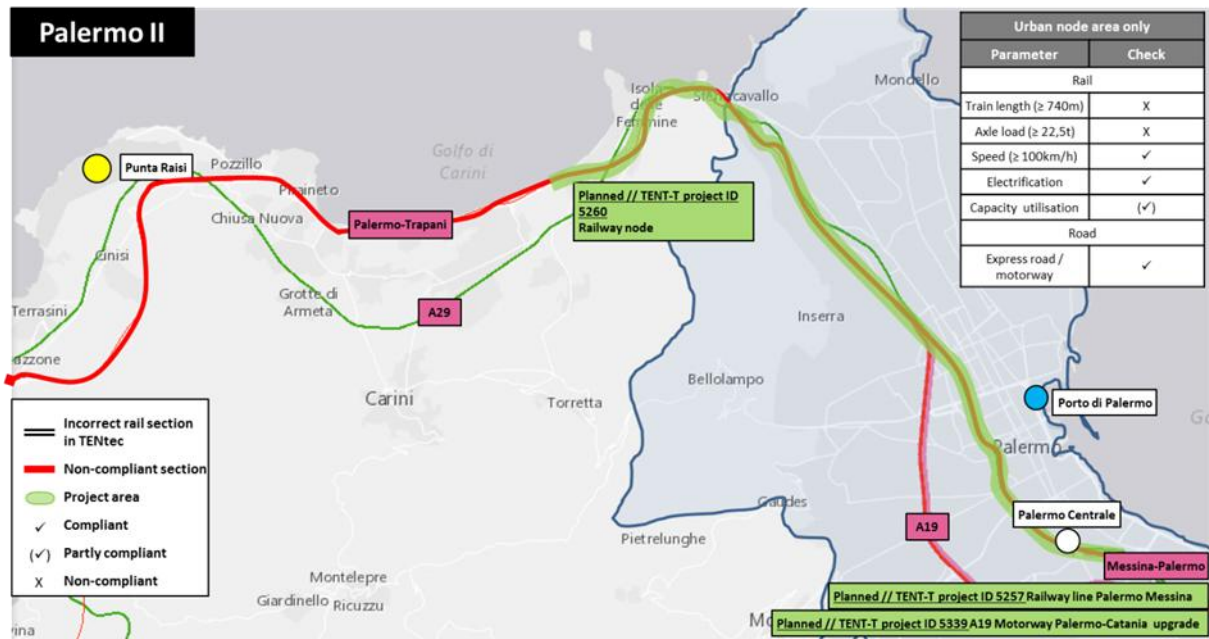 Palermo II
Urban node area only
Parameter Check
Rail
Train length (≥ 740m) X
Axle load (≥ 22,5t) X
Speed (≥ 100km/h) ✓
Electrification ✓
Capacity utilisation (✓)
Road
Express road / motorway ✓
Mondello
Isola delle
Femmine
Golfo di
Carini
Punta Raisi
Pozzillo
Piraineto
Chiusa Nuova
Palermo-Trapani
Planned // TENT-T project ID
5260
Railway node
Cinisi
Terrasini
Grotte di
Armeta
A29
Inserra
Bellolampo
Carini
Torretta
Porto di Palermo
Palermo
Incorrect rail section
in TENtec
Non-compliant section
Project area
✓ Compliant
(✓) Partly compliant
X Non-compliant
Gaudes
Pietrelunghe
A19
Palermo Centrale
Messina-Palermo
Montelepre
Giardinello
Ricuzzu
Planned // TENT-T project ID 5257 Railway line Palermo Messina
Planned // TENT-T project ID 5339 A19 Motorway Palermo-Catania upgrade